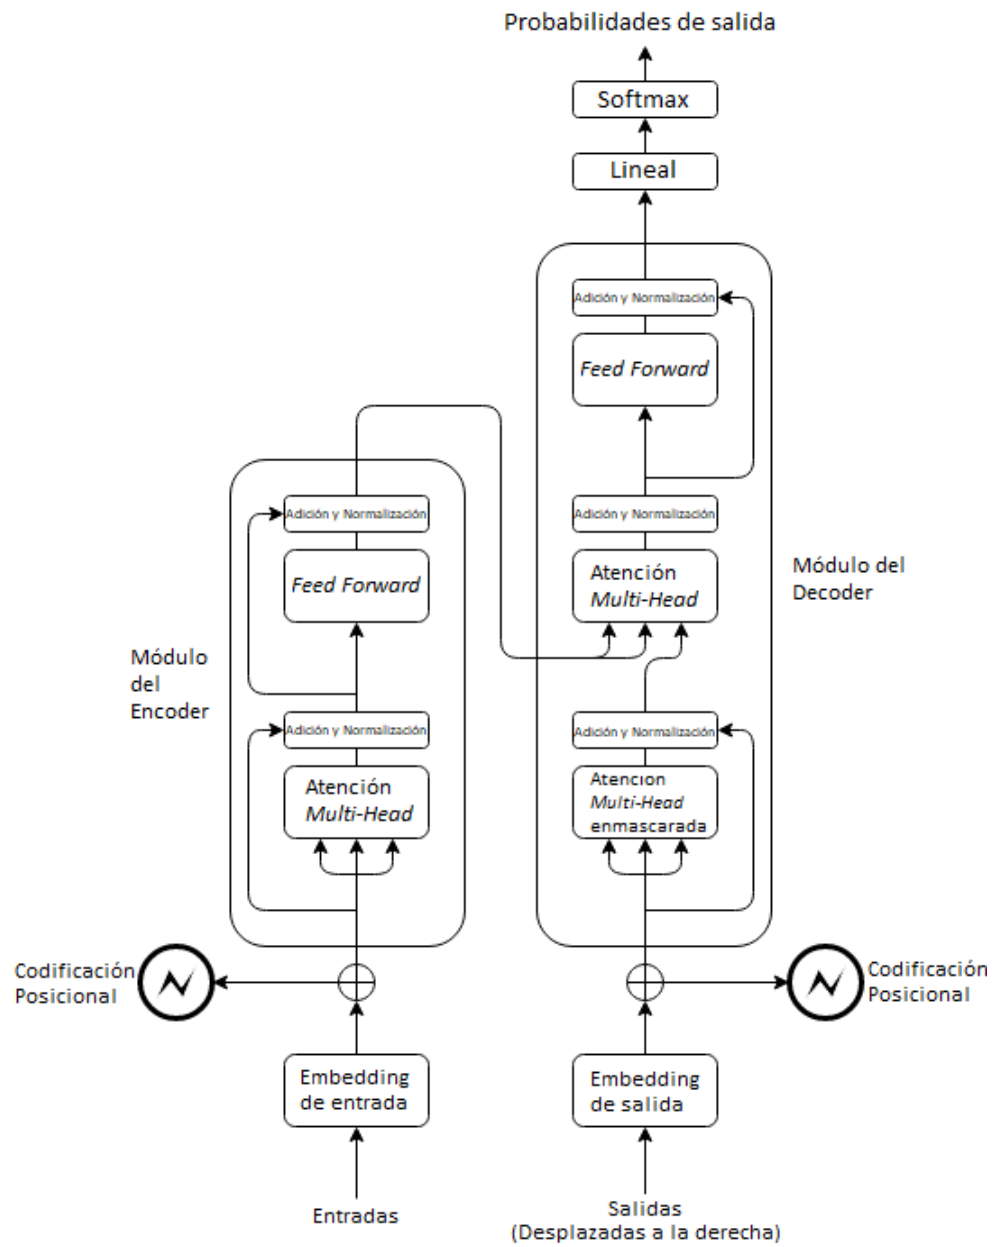 Probabilidades de salida
Softmax
Lineal
Adición y Normalización
Feed Forward
Adición y Normalización
Atención
Multi-Head
Módulo del
Decoder
Adición y Normalización
Atención
Multi-Head
enmascarada
Adición y Normalización
Feed Forward
Módulo
del
Encoder
Adición y Normalización
Atención
Multi-Head
Codificación
Posicional
Codificación
Posicional
Embedding
de entrada
Embedding
de salida
Entradas
Salidas
(Desplazadas a la derecha)